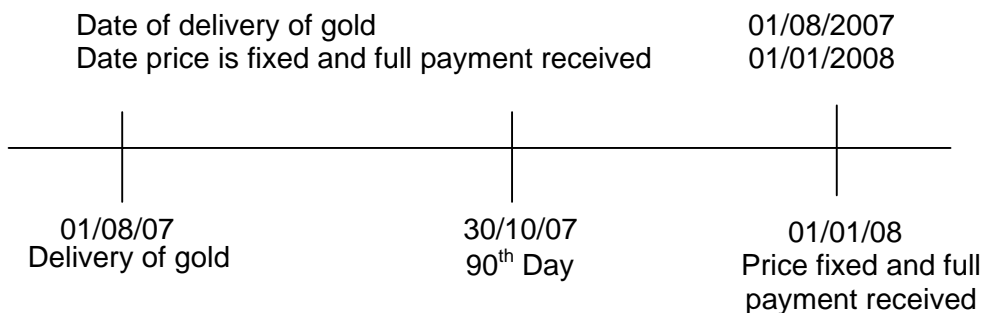 Date of delivery of gold 01/08/2007
Date price is fixed and full payment received 01/01/2008
01/08/07
Delivery of gold
30/10/07
90th Day
01/01/08
Price fixed and full
payment received